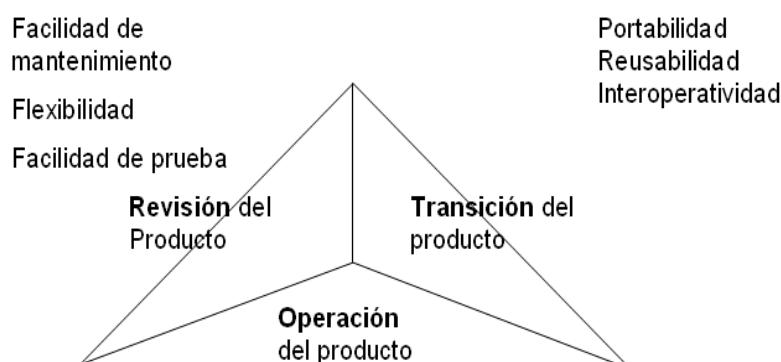 Facilidad de
mantenimiento
Flexibilidad
Facilidad de prueba
Portabilidad
Reusabilidad
Interoperatividad
Revisión del
Producto
Transición del
producto
Operación
del producto